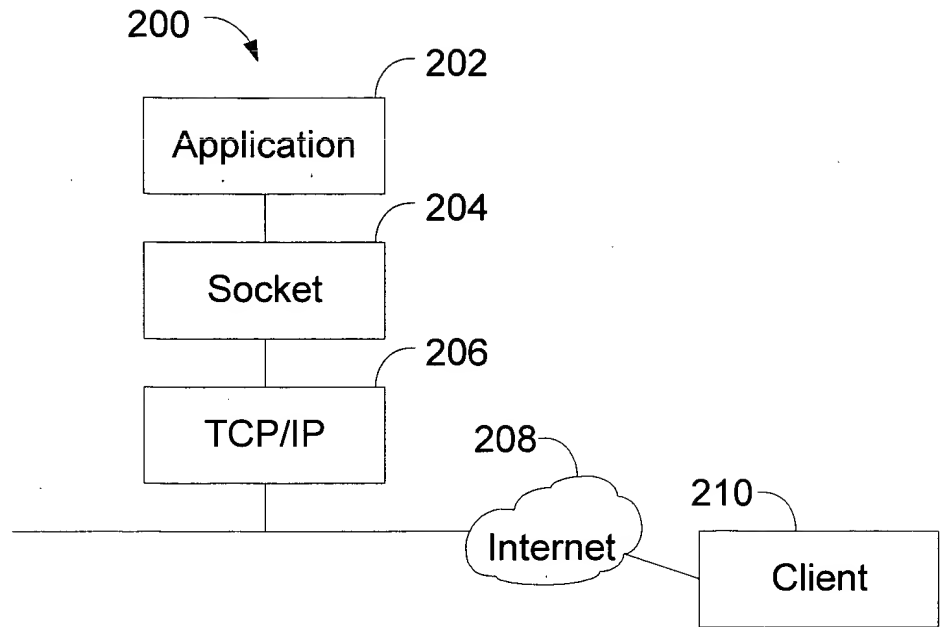 200
202
Application
204
Socket
206
TCP/IP
208
210
Internet
Client